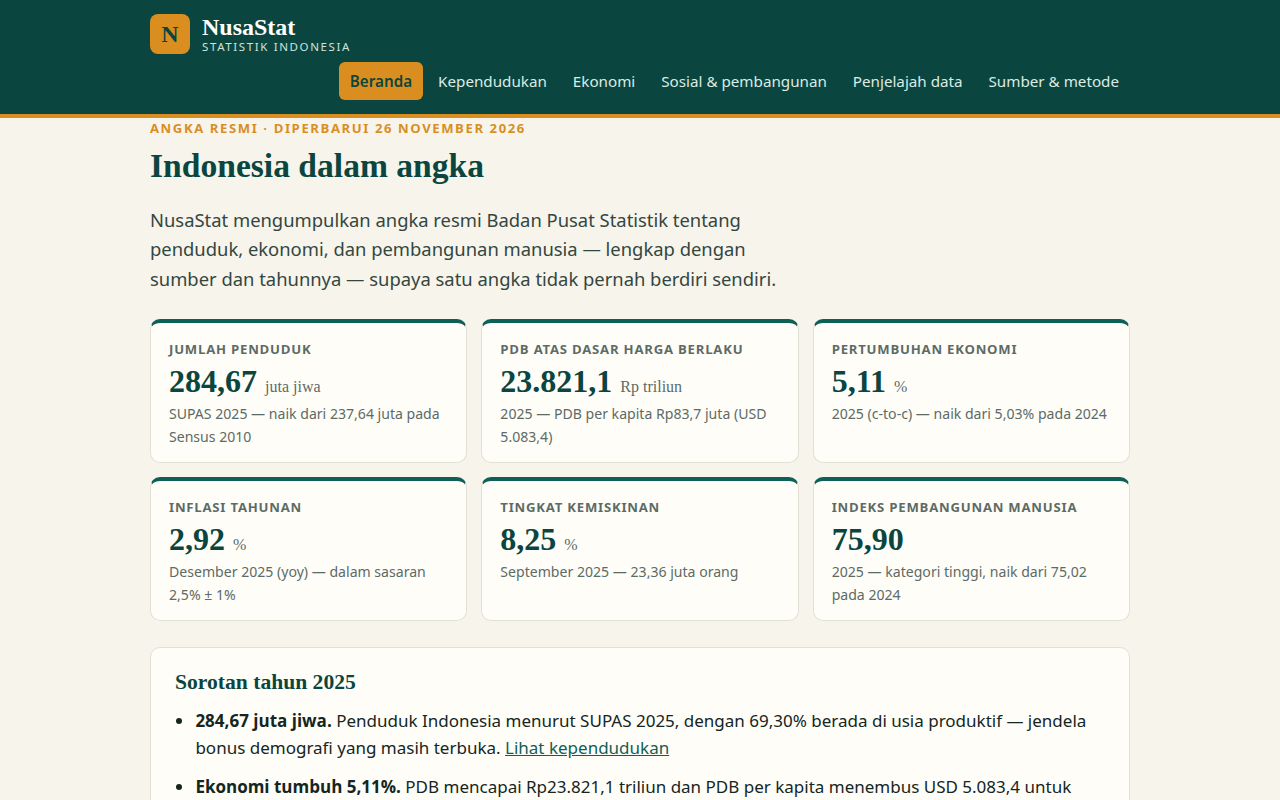 N
NusaStat
STATISTIK INDONESIA
Beranda
Kependudukan
Ekonomi
Sosial & pembangunan
Penjelajah data
Sumber & metode
ANGKA RESMI · DIPERBARUI 26 NOVEMBER 2026
Indonesia dalam angka
NusaStat mengumpulkan angka resmi Badan Pusat Statistik tentang
penduduk, ekonomi, dan pembangunan manusia — lengkap dengan
sumber dan tahunnya — supaya satu angka tidak pernah berdiri sendiri.
JUMLAH PENDUDUK
284,67 juta jiwa
SUPAS 2025 — naik dari 237,64 juta pada
Sensus 2010
PDB ATAS DASAR HARGA BERLAKU
23.821,1 Rp triliun
2025 — PDB per kapita Rp83,7 juta (USD
5.083,4)
PERTUMBUHAN EKONOMI
5,11 %
2025 (c-to-c) — naik dari 5,03% pada 2024
INFLASI TAHUNAN
2,92 %
Desember 2025 (yoy) — dalam sasaran
2,5% ± 1%
TINGKAT KEMISKINAN
8,25 %
September 2025 — 23,36 juta orang
INDEKS PEMBANGUNAN MANUSIA
75,90
2025 — kategori tinggi, naik dari 75,02
pada 2024
Sorotan tahun 2025
• 284,67 juta jiwa. Penduduk Indonesia menurut SUPAS 2025, dengan 69,30% berada di usia produktif — jendela
bonus demografi yang masih terbuka. Lihat kependudukan
• Ekonomi tumbuh 5,11%. PDB mencapai Rp23.821,1 triliun dan PDB per kapita menembus USD 5.083,4 untuk